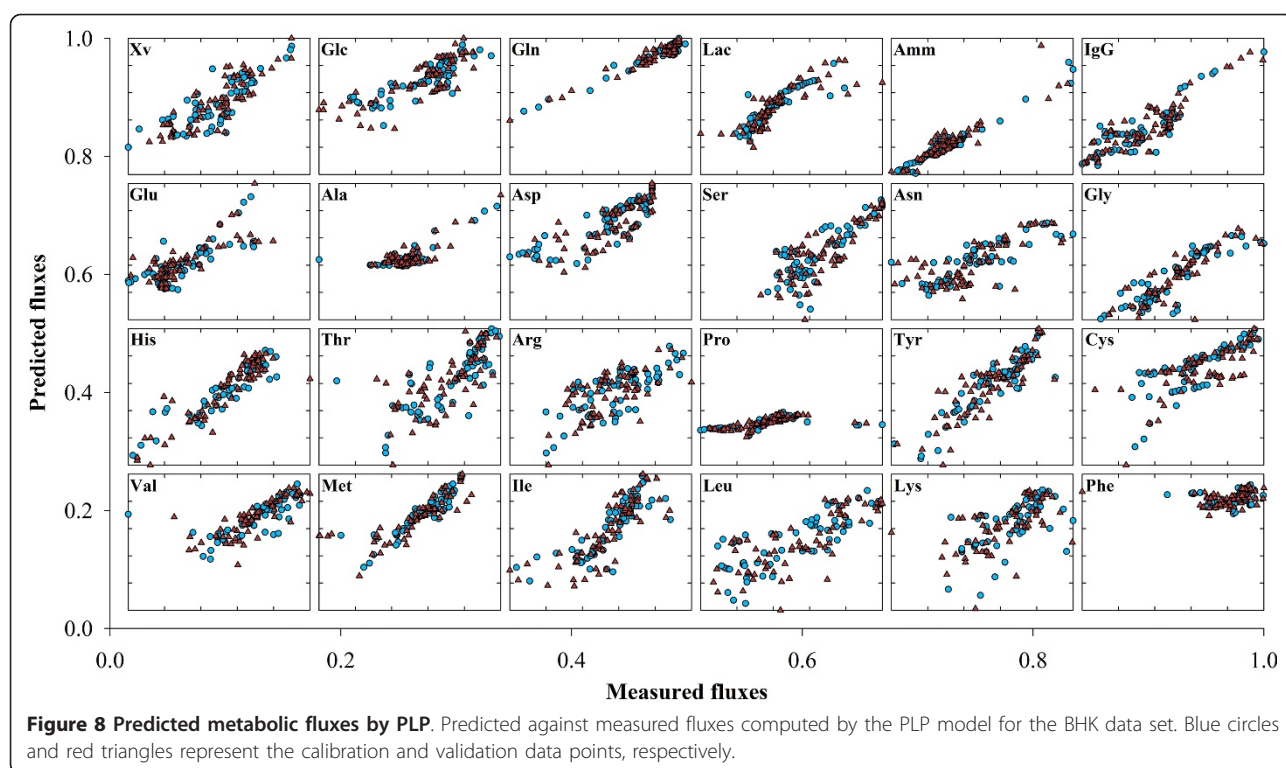 1.0
0.8
0.6
0.4
0.2
0.0
Predicted fluxes
Xv Glc Gln Lac Amm IgG
Glu Ala Asp Ser Asn Gly
His Thr Arg Pro Tyr Cys
Val Met Ile Leu Lys Phe
0.0 0.2 0.4 0.6 0.8 1.0
Measured fluxes
Figure 8 Predicted metabolic fluxes by PLP. Predicted against measured fluxes computed by the PLP model for the BHK data set. Blue circles
and red triangles represent the calibration and validation data points, respectively.